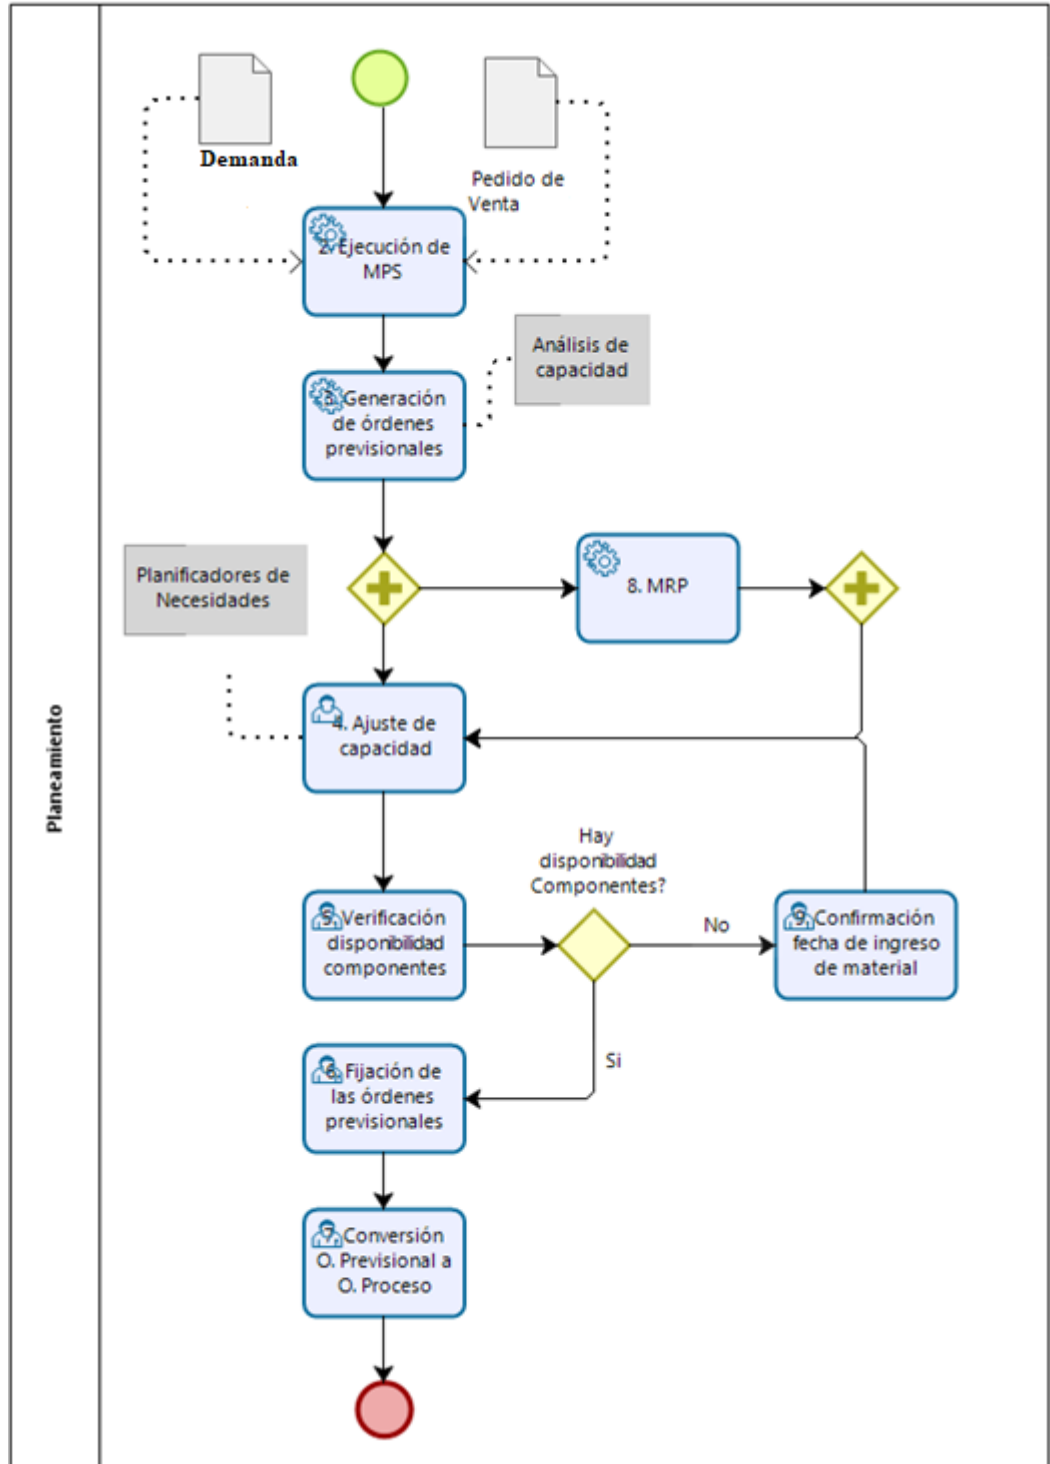 Planeamiento
Demanda
Pedido de
Venta
2. Ejecución de
MPS
Análisis de
capacidad
3. Generación
de órdenes
previsionales
Planificadores de
Necesidades
8. MRP
4. Ajuste de
capacidad
Hay
disponibilidad
Componentes?
5. Verificación
disponibilidad
componentes
No
9. Confirmación
fecha de ingreso
de material
Si
6. Fijación de
las órdenes
previsionales
7. Conversión
O. Previsional a
O. Proceso